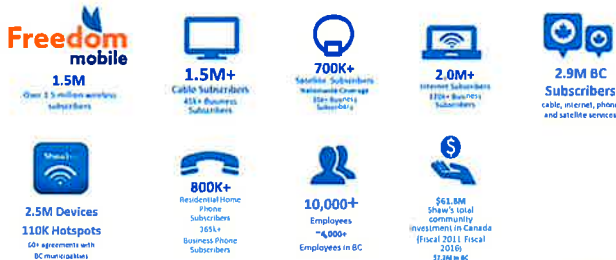 Freedom
mobile
1.5M
Over 1.5 million wireless
subscribers
1.5M+
Cable Subscribers
45k+ Business
Subscribers
700K+
Satellite Subscribers
Nationwide Coverage
Business
Subscribers
2.0M+
Internet Subscribers
Business
Subscribers
2.9M BC
Subscribers
cable, internet, phone
and satellite services
Shaw
2.5M Devices
110K Hotspots
60+ agreements with
BC municipalities
800K+
Residential Home
Phone
Subscribers
365k+
Business Phone
Subscribers
10,000+
Employees
~4,000+
Employees in BC
$
$61.8M
Shaw's total
community
investment in Canada
(Fiscal 2011 Fiscal
2016)
in BC